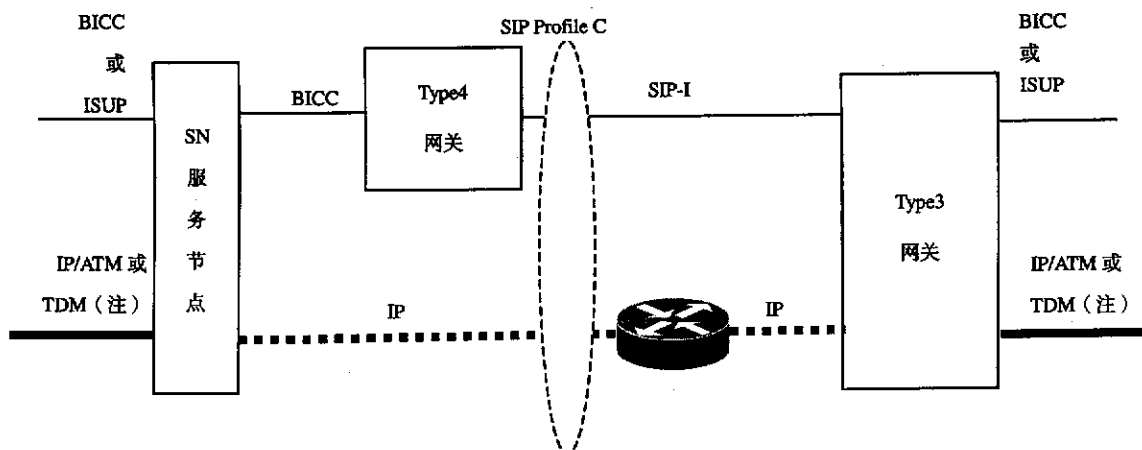 SIP Profile C
BICC
或
ISUP
BICC
Type4
网关
SIP-I
BICC
或
ISUP
SN
服
务
节
点
Type3
网关
IP/ATM 或
TDM（注）
IP
IP
IP/ATM 或
TDM（注）